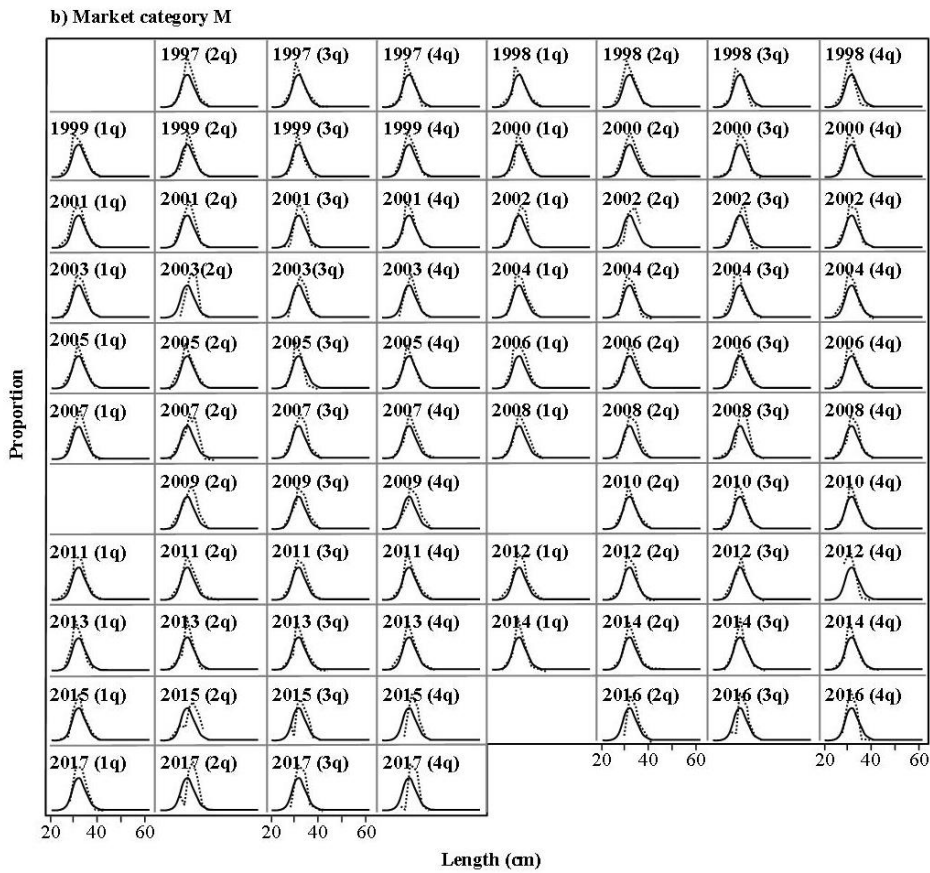 b) Market category M
1997 (2q) 1997 (3q) 1997 (4q) 1998 (1q) 1998 (2q) 1998 (3q) 1998 (4q)
1999 (1q) 1999 (2q) 1999 (3q) 1999 (4q) 2000 (1q) 2000 (2q) 2000 (3q) 2000 (4q)
2001 (1q) 2001 (2q) 2001 (3q) 2001 (4q) 2002 (1q) 2002 (2q) 2002 (3q) 2002 (4q)
2003 (1q) 2003(2q) 2003(3q) 2003 (4q) 2004 (1q) 2004 (2q) 2004 (3q) 2004 (4q)
2005 (1q) 2005 (2q) 2005 (3q) 2005 (4q) 2006 (1q) 2006 (2q) 2006 (3q) 2006 (4q)
2007 (1q) 2007 (2q) 2007 (3q) 2007 (4q) 2008 (1q) 2008 (2q) 2008 (3q) 2008 (4q)
2009 (2q) 2009 (3q) 2009 (4q) 2010 (2q) 2010 (3q) 2010 (4q)
2011 (1q) 2011 (2q) 2011 (3q) 2011 (4q) 2012 (1q) 2012 (2q) 2012 (3q) 2012 (4q)
2013 (1q) 2013 (2q) 2013 (3q) 2013 (4q) 2014 (1q) 2014 (2q) 2014 (3q) 2014 (4q)
2015 (1q) 2015 (2q) 2015 (3q) 2015 (4q) 2016 (2q) 2016 (3q) 2016 (4q)
20 40 60 20 40 60
2017 (1q) 2017 (2q) 2017 (3q) 2017 (4q)
20 40 60 20 40 60
Proportion
Length (cm)